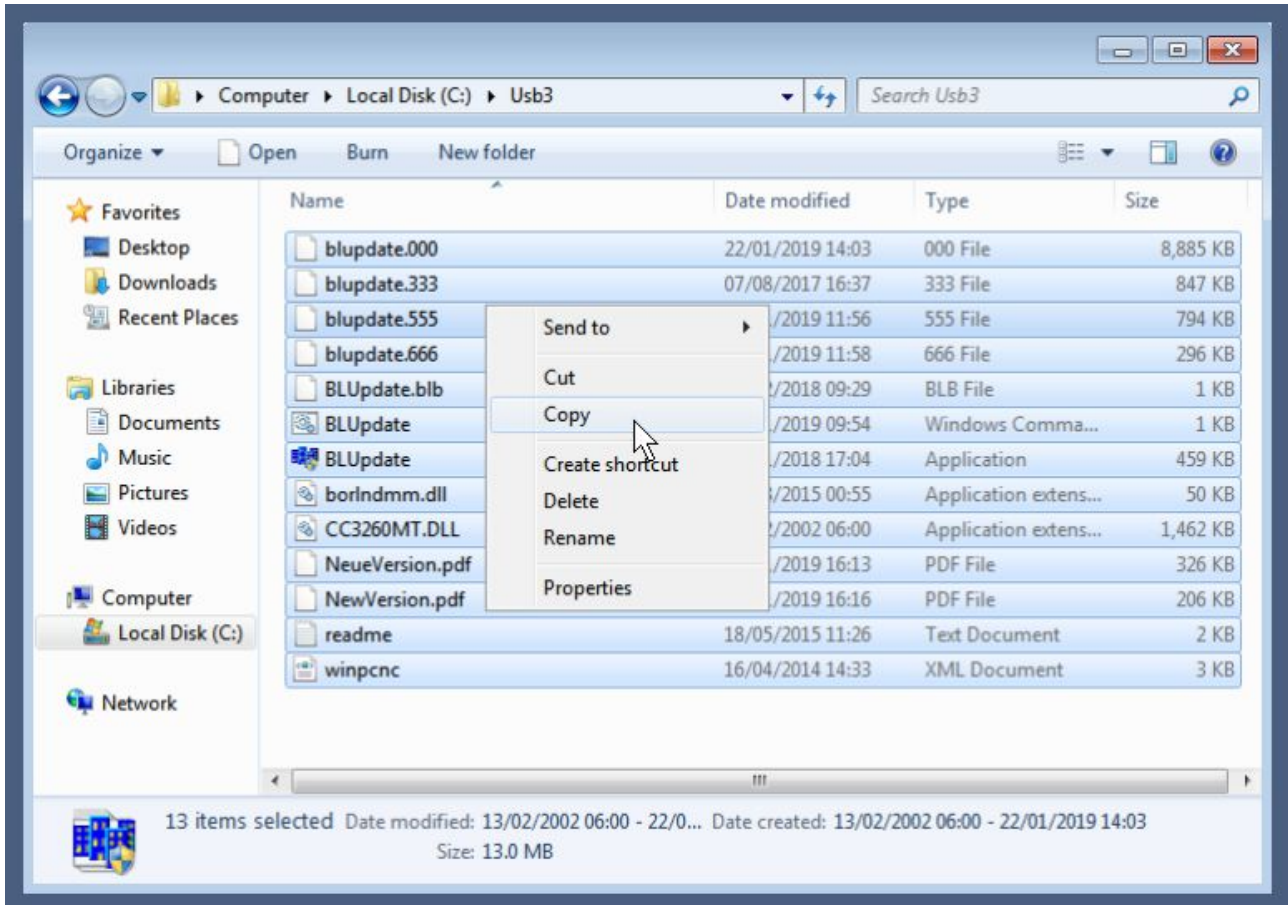 Computer ▸ Local Disk (C:) ▸ Usb3
Search Usb3
Organize Open Burn New folder
Name Date modified Type Size
Favorites
Desktop
Downloads
Recent Places
Libraries
Documents
Music
Pictures
Videos
Computer
Local Disk (C:)
Network
blupdate.000 22/01/2019 14:03 000 File 8,885 KB
blupdate.333 07/08/2017 16:37 333 File 847 KB
blupdate.555 /2019 11:56 555 File 794 KB
blupdate.666 /2019 11:58 666 File 296 KB
BLUpdate.blb /2018 09:29 BLB File 1 KB
BLUpdate /2019 09:54 Windows Comma... 1 KB
BLUpdate /2018 17:04 Application 459 KB
borlndmm.dll /2015 00:55 Application extens... 50 KB
CC3260MT.DLL /2002 06:00 Application extens... 1,462 KB
NeueVersion.pdf /2019 16:13 PDF File 326 KB
NewVersion.pdf /2019 16:16 PDF File 206 KB
readme 18/05/2015 11:26 Text Document 2 KB
winpcnc 16/04/2014 14:33 XML Document 3 KB
Send to
Cut
Copy
Create shortcut
Delete
Rename
Properties
13 items selected Date modified: 13/02/2002 06:00 - 22/0... Date created: 13/02/2002 06:00 - 22/01/2019 14:03
Size: 13.0 MB